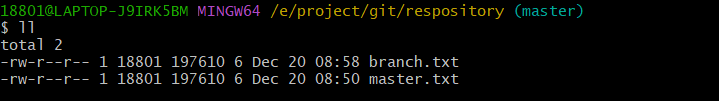 18801@LAPTOP-J9IRK5BM MINGW64 /e/project/git/respository (master)
$ ll
total 2
-rw-r--r-- 1 18801 197610 6 Dec 20 08:58 branch.txt
-rw-r--r-- 1 18801 197610 6 Dec 20 08:50 master.txt